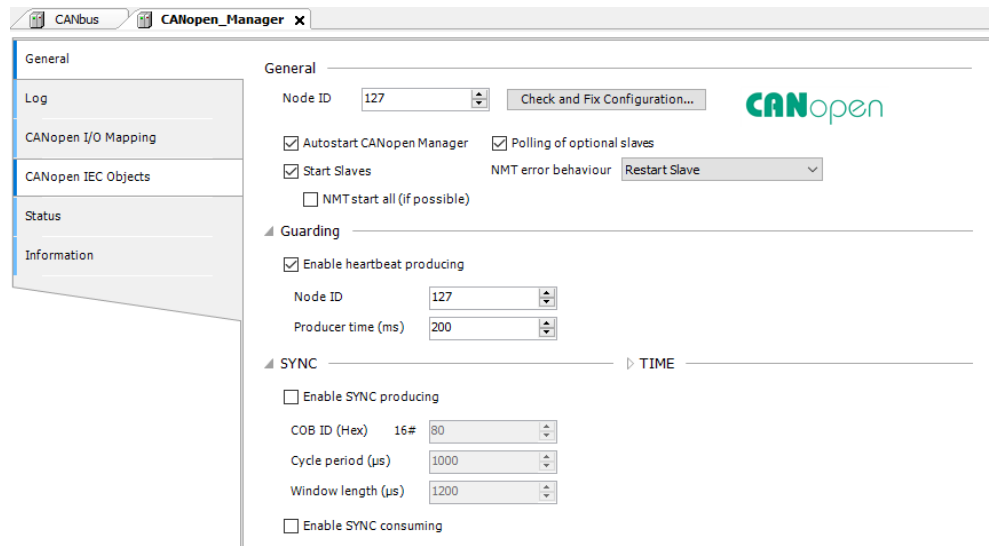 CANbus
CANopen_Manager
General
Log
CANopen I/O Mapping
CANopen IEC Objects
Status
Information
General
Node ID 127 Check and Fix Configuration...
CANopen
Autostart CANopen Manager Polling of optional slaves
Start Slaves NMT error behaviour Restart Slave
NMT start all (if possible)
Guarding
Enable heartbeat producing
Node ID 127
Producer time (ms) 200
SYNC TIME
Enable SYNC producing
COB ID (Hex) 16# 80
Cycle period (µs) 1000
Window length (µs) 1200
Enable SYNC consuming